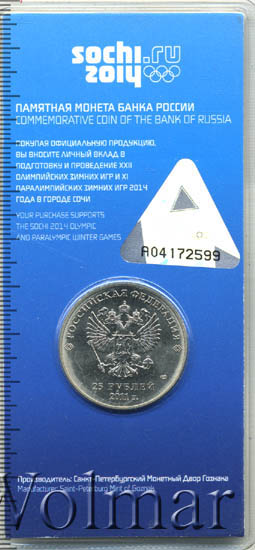 sochi.ru
2014
ПАМЯТНАЯ МОНЕТА БАНКА РОССИИ
COMMEMORATIVE COIN OF THE BANK OF RUSSIA
ПОКУПАЯ ОФИЦИАЛЬНУЮ ПРОДУКЦИЮ,
ВЫ ВНОСИТЕ ЛИЧНЫЙ ВКЛАД В
ПОДГОТОВКУ И ПРОВЕДЕНИЕ XXII
ОЛИМПИЙСКИХ ЗИМНИХ ИГР И XI
ПАРАЛИМПИЙСКИХ ЗИМНИХ ИГР 2014
ГОДА В ГОРОДЕ СОЧИ
YOUR PURCHASE SUPPORTS
THE SOCHI 2014 OLYMPIC
AND PARALYMPIC WINTER GAMES
A04172599
РОССИЙСКАЯ ФЕДЕРАЦИЯ
25 РУБЛЕЙ
2011 г.
Производитель: Санкт-Петербургский Монетный Двор Гознака
Manufacturer: Saint-Petersburg Mint of Goznak
Volmar